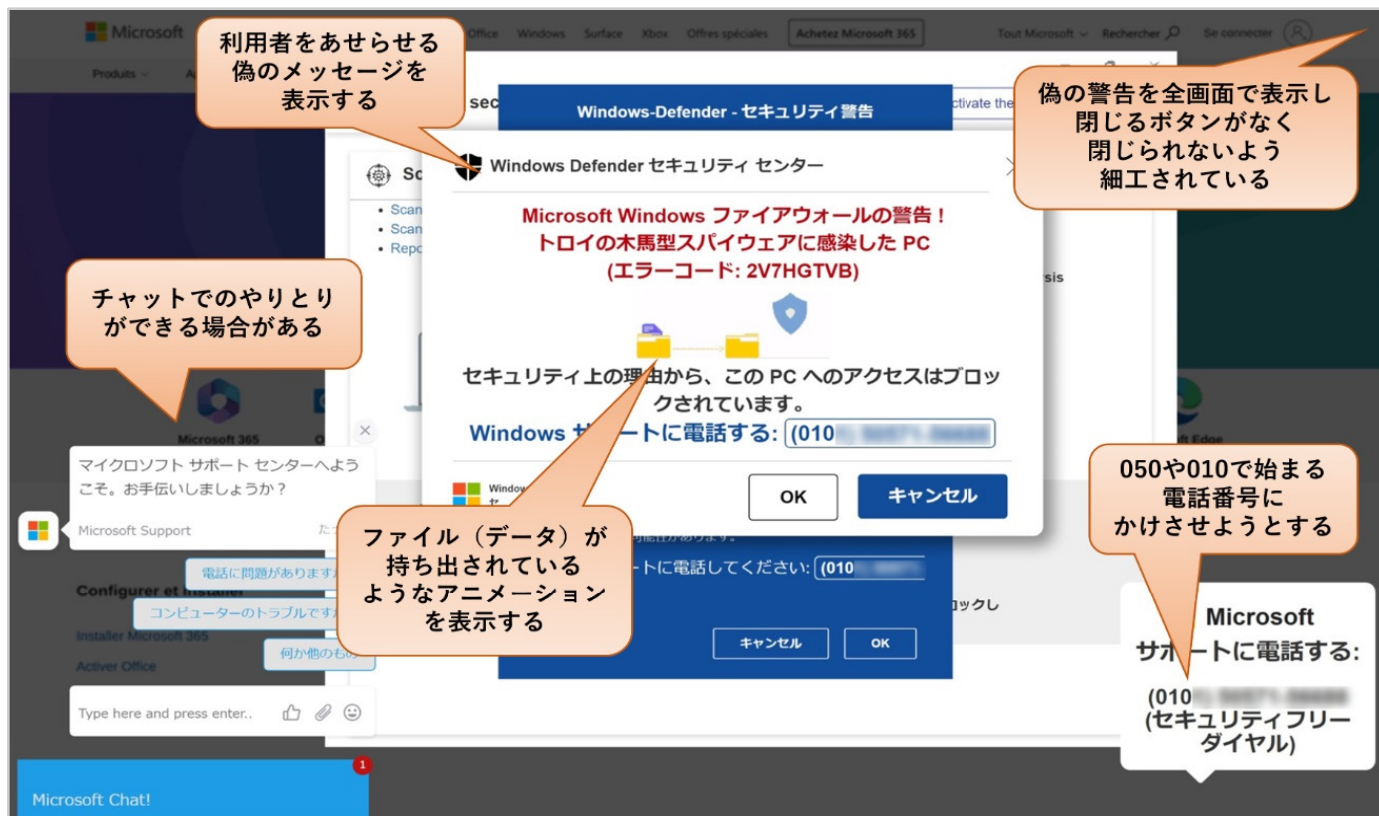 Microsoft
Office Windows Surface Xbox Offres spéciales Achetez Microsoft 365 Tout Microsoft Rechercher Se connecter
Produits
利用者をあせらせる
偽のメッセージを
表示する
偽の警告を全画面で表示し
閉じるボタンがなく
閉じられないよう
細工されている
Windows-Defender - セキュリティ警告
Windows Defender セキュリティ センター
Microsoft Windows ファイアウォールの警告！
トロイの木馬型スパイウェアに感染した PC
(エラーコード: 2V7HGTVB)
セキュリティ上の理由から、この PC へのアクセスはブロッ
クされています。
Windows サポートに電話する: (010
Windows
OK
キャンセル
チャットでのやりとり
ができる場合がある
Microsoft 365
マイクロソフト サポート センターへよう
こそ。お手伝いしましょうか？
Microsoft Support
電話に問題がありますか
コンピューターのトラブルですか
何か他のもの
Configurer et installer
Installer Microsoft 365
Activer Office
Type here and press enter..
1
Microsoft Chat!
ファイル（データ）が
持ち出されている
ようなアニメーション
を表示する
ートに電話してください: (010
キャンセル
OK
050や010で始まる
電話番号に
かけさせようとする
Microsoft
サポートに電話する:
(010
(セキュリティフリー
ダイヤル)